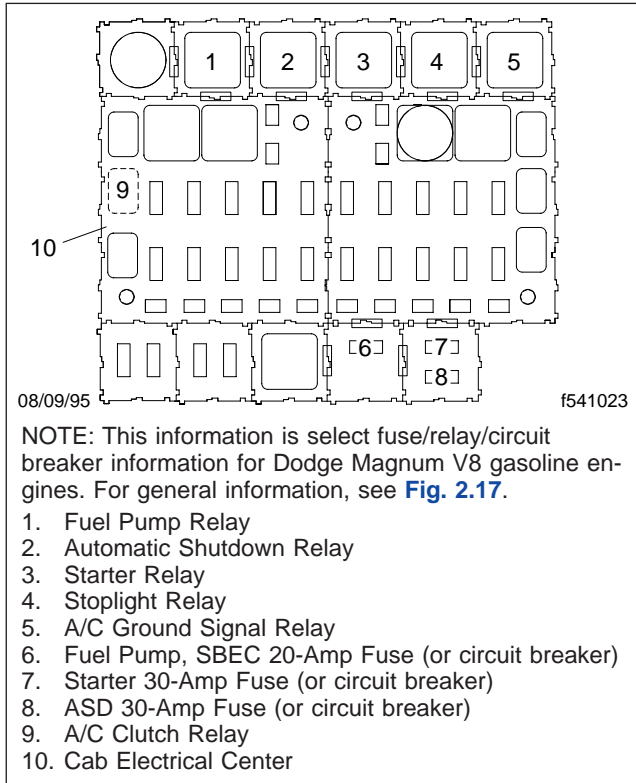 1 2 3 4 5
9
10
6 7
8
08/09/95 f541023
NOTE: This information is select fuse/relay/circuit
breaker information for Dodge Magnum V8 gasoline en-
gines. For general information, see Fig. 2.17.
1. Fuel Pump Relay
2. Automatic Shutdown Relay
3. Starter Relay
4. Stoplight Relay
5. A/C Ground Signal Relay
6. Fuel Pump, SBEC 20-Amp Fuse (or circuit breaker)
7. Starter 30-Amp Fuse (or circuit breaker)
8. ASD 30-Amp Fuse (or circuit breaker)
9. A/C Clutch Relay
10. Cab Electrical Center